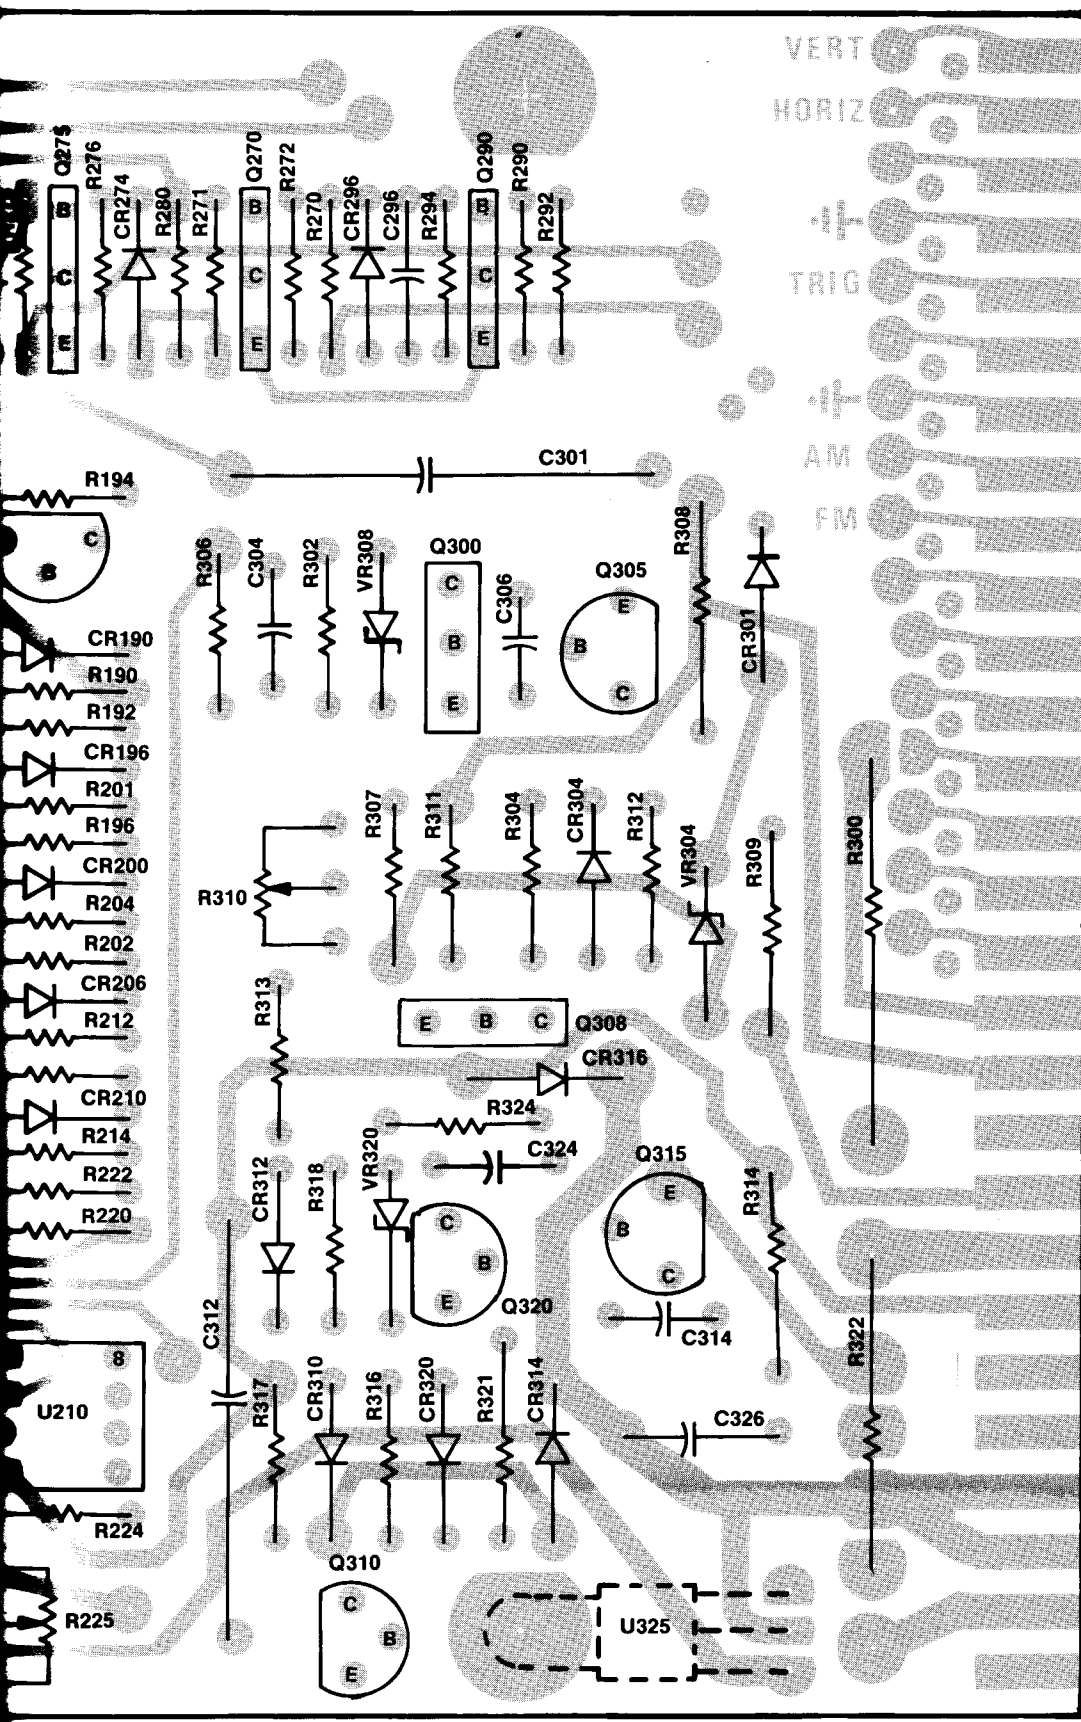 VERT
HORIZ
TRIG
AM
FM
Q275
R276
CR274
R280
R271
Q270
R272
R270
CR296
C296
R294
Q290
R290
R292
B
C
E
B
C
E
B
C
E
C301
R194
C
B
R306
C304
R302
VR308
Q300
C
B
E
C306
Q305
E
B
C
R308
CR301
CR190
R190
R192
CR196
R201
R196
CR200
R204
R202
CR206
R212
CR210
R214
R222
R220
R307
R311
R304
CR304
R312
VR304
R309
R300
R310
R313
E B C
Q308
CR316
R324
C324
CR312
R318
VR320
C
B
E
Q320
Q315
E
B
C
C314
R314
R322
C312
8
U210
R317
CR310
R316
CR320
R321
CR314
C326
R224
R225
Q310
C
B
E
U325